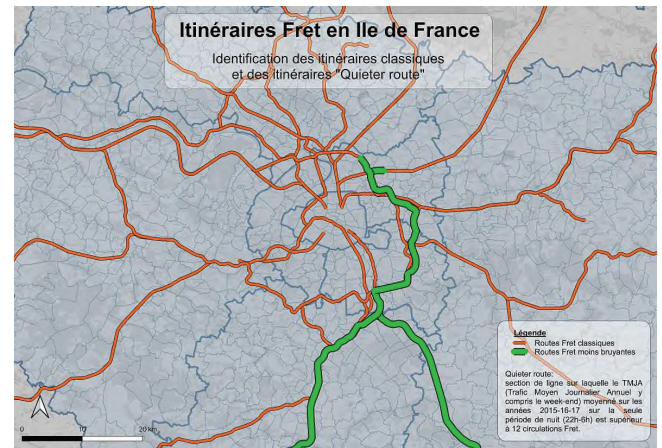 Itinéraires Fret en Ile de France
Identification des itinéraires classiques
et des itinéraires "Quieter route"
Légende
Routes Fret classiques
Routes Fret moins bruyantes
Quieter route:
section de ligne sur laquelle le TMJA
(Trafic Moyen Journalier Annuel y
compris le week-end) moyenné sur les
années 2015-16-17 sur la seule
période de nuit (22h-6h) est supérieur
à 12 circulations Fret.
0 10 20 km